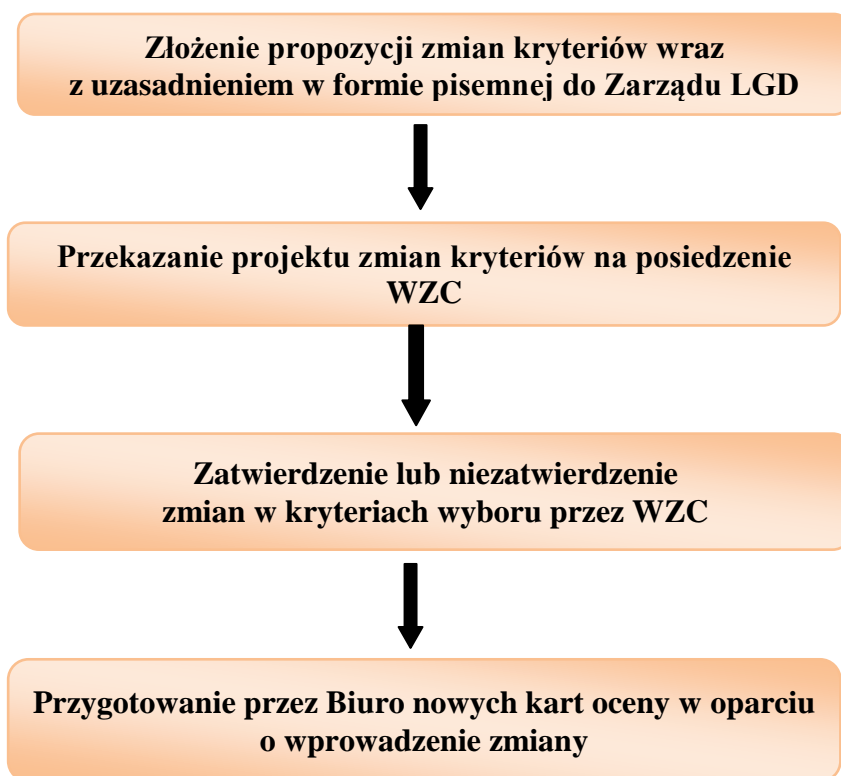 Złożenie propozycji zmian kryteriów wraz
z uzasadnieniem w formie pisemnej do Zarządu LGD
Przekazanie projektu zmian kryteriów na posiedzenie
WZC
Zatwierdzenie lub niezatwierdzenie
zmian w kryteriach wyboru przez WZC
Przygotowanie przez Biuro nowych kart oceny w oparciu
o wprowadzenie zmiany